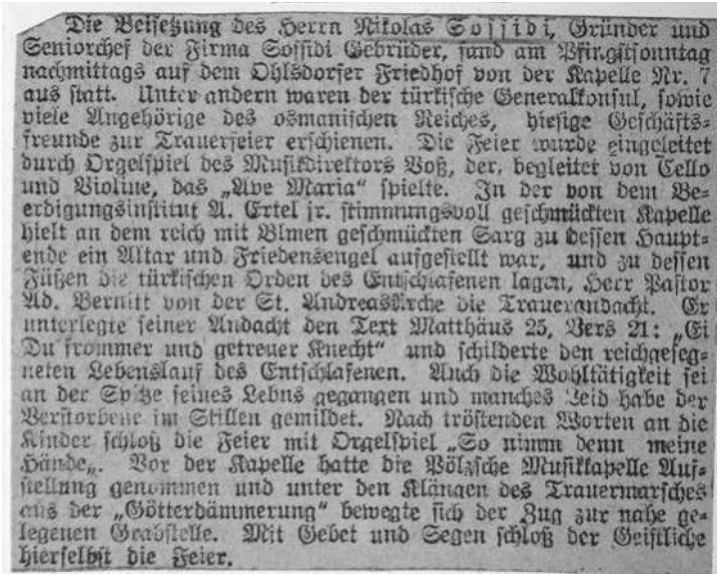 Die Beisetzung des Herrn Nikolas Sossidi, Gründer und
Seniorchef der Firma Sossidi Gebrüder, fand am Pfingstsonntag
nachmittags auf dem Ohlsdorfer Friedhof von der Kapelle Nr. 7
aus statt. Unter andern waren der türkische Generalkonsul, sowie
viele Angehörige des osmanischen Reiches, hiesige Geschäfts-
freunde zur Trauerfeier erschienen. Die Feier wurde eingeleitet
durch Orgelspiel des Musikdirektors Voß, der, begleitet von Cello
und Violine, das „Ave Maria“ spielte. In der von dem Be-
erdigungsinstitut A. Ertel jr. stimmungsvoll geschmückten Kapelle
hielt an dem reich mit Blmen geschmückten Sarg zu dessen Haupt-
ende ein Altar und Friedensengel aufgestellt war, und zu dessen
Füßen die türkischen Orden des Entschlafenen lagen, Herr Pastor
Ad. Bernitt von der St. Andreaskirche die Trauerandacht. Er
unterlegte seiner Andacht den Text Matthäus 25, Vers 21: „Ei
Du frommer und getreuer Knecht“ und schilderte den reichgeseg-
neten Lebenslauf des Entschlafenen. Auch die Wohltätigkeit sei
an der Spitze seines Lebns gegangen und manches Leid habe der
Verstorbene im Stillen gemildet. Nach tröstenden Worten an die
Kinder schloß die Feier mit Orgelspiel „So nimm denn meine
Hände„. Vor der Kapelle hatte die Pölzsche Musikkapelle Auf-
stellung genommen und unter den Klängen des Trauermarsches
aus der „Götterdämmerung“ bewegte sich der Zug zur nahe ge-
legenen Grabstelle. Mit Gebet und Segen schloß der Geistliche
hierselbst die Feier.